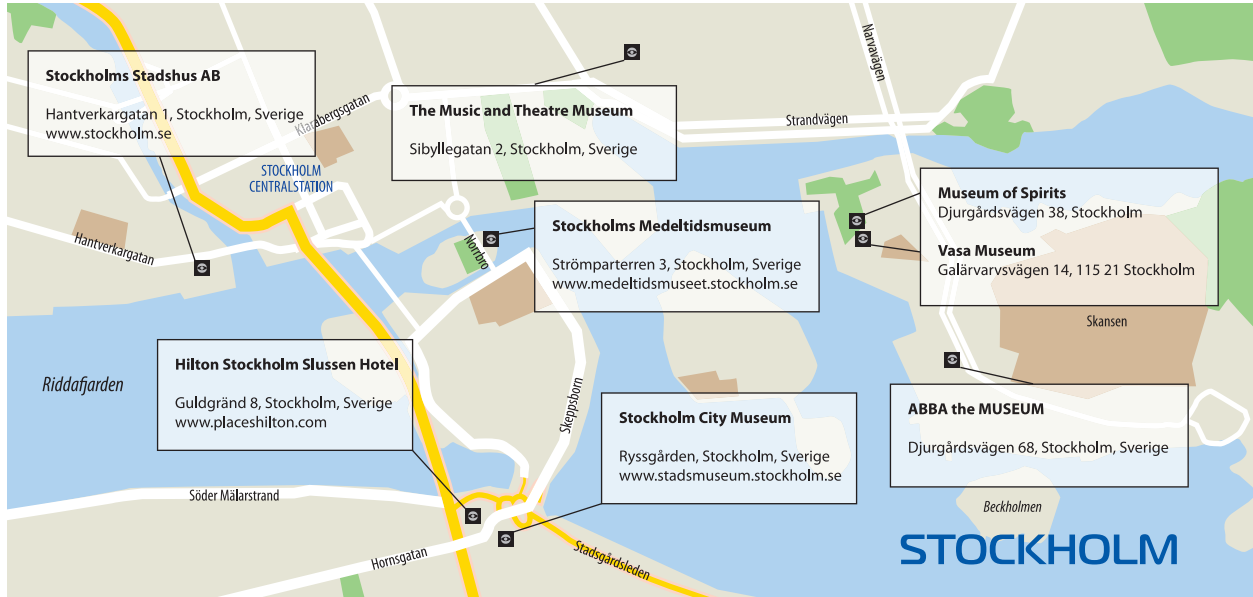 Stockholms Stadshus AB
Hantverkargatan 1, Stockholm, Sverige
www.stockholm.se
Klarabergsgatan
STOCKHOLM
CENTRALSTATION
Hantverkargatan
The Music and Theatre Museum
Sibyllegatan 2, Stockholm, Sverige
Narvavägen
Strandvägen
Museum of Spirits
Djurgårdsvägen 38, Stockholm
Vasa Museum
Galärvarvsvägen 14, 115 21 Stockholm
Skansen
Norrbro
Stockholms Medeltidsmuseum
Strömparterren 3, Stockholm, Sverige
www.medeltidsmuseet.stockholm.se
Riddafjarden
Hilton Stockholm Slussen Hotel
Guldgränd 8, Stockholm, Sverige
www.placeshilton.com
Skeppsborn
Stockholm City Museum
Ryssgården, Stockholm, Sverige
www.stadsmuseum.stockholm.se
ABBA the MUSEUM
Djurgårdsvägen 68, Stockholm, Sverige
Söder Mälarstrand
Hornsgatan
Stadsgårdsleden
Beckholmen
STOCKHOLM